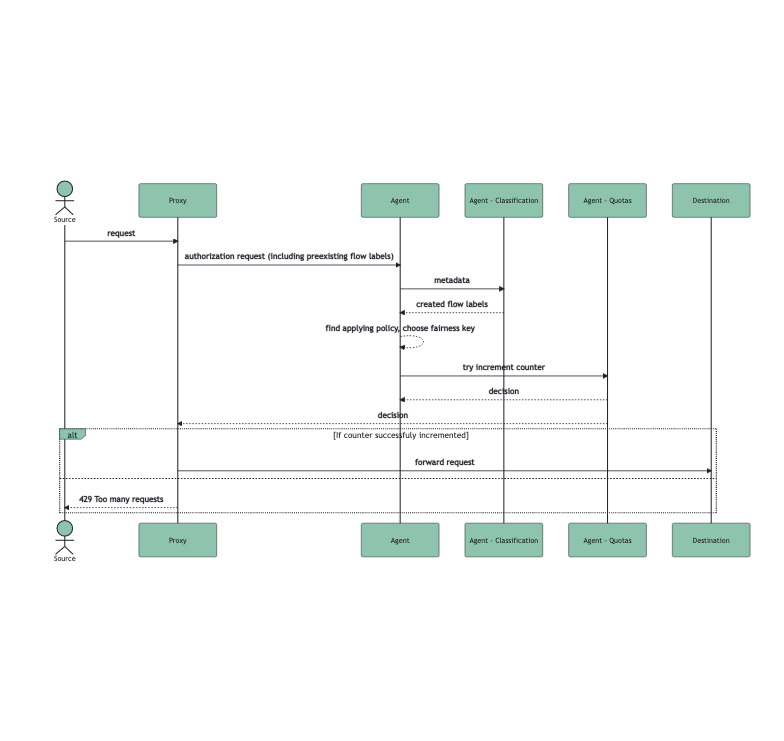 Source
Proxy
Agent
Agent - Classification
Agent - Quotas
Destination
request
authorization request (including preexisting flow labels)
metadata
created flow labels
find applying policy, choose fairness key
try increment counter
decision
decision
alt
[If counter successfuly incremented]
forward request
429 Too many requests
Source
Proxy
Agent
Agent - Classification
Agent - Quotas
Destination